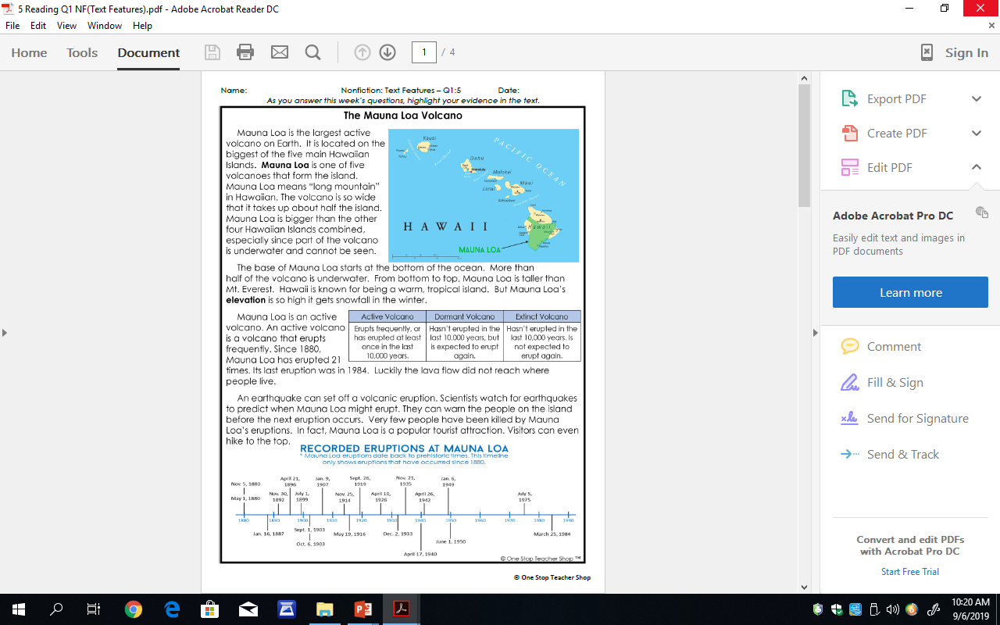 5 Reading Q1 NF(Text Features).pdf - Adobe Acrobat Reader DC
File Edit View Window Help
Home Tools Document 1 / 4 Sign In
Name: Nonfiction: Text Features – Q1:5 Date:
As you answer this week's questions, highlight your evidence in the text.
The Mauna Loa Volcano
Mauna Loa is the largest active
volcano on Earth. It is located on the
biggest of the five main Hawaiian
Islands. Mauna Loa is one of five
volcanoes that form the island.
Mauna Loa means "long mountain"
in Hawaiian. The volcano is so wide
that it takes up about half the island.
Mauna Loa is bigger than the other
four Hawaiian Islands combined,
especially since part of the volcano
is underwater and cannot be seen.
Kauai
Oahu
Honolulu
Molokai
Lanai
Maui
PACIFIC OCEAN
HAWAII
Hawaii
MAUNA LOA
The base of Mauna Loa starts at the bottom of the ocean. More than
half of the volcano is underwater. From bottom to top, Mauna Loa is taller than
Mt. Everest. Hawaii is known for being a warm, tropical island. But Mauna Loa's
elevation is so high it gets snowfall in the winter.
Mauna Loa is an active
volcano. An active volcano
is a volcano that erupts
frequently. Since 1880,
Mauna Loa has erupted 21
times. Its last eruption was in 1984. Luckily the lava flow did not reach where
people live.
Active Volcano Dormant Volcano Extinct Volcano
Erupts frequently, or
has erupted at least
once in the last
10,000 years.
Hasn't erupted in the
last 10,000 years, but
is expected to erupt
again.
Hasn't erupted in the
last 10,000 years. Is
not expected to
erupt again.
An earthquake can set off a volcanic eruption. Scientists watch for earthquakes
to predict when Mauna Loa might erupt. They can warn the people on the island
before the next eruption occurs. Very few people have been killed by Mauna
Loa's eruptions. In fact, Mauna Loa is a popular tourist attraction. Visitors can even
hike to the top.
RECORDED ERUPTIONS AT MAUNA LOA
* Mauna Loa eruptions date back to prehistoric times. This timeline
only shows eruptions that have occurred since 1880.
Nov. 5, 1880
May 1, 1880
Nov. 30, 1892
April 21, 1896
July 1, 1899
Jan. 9, 1907
Nov. 25, 1914
Sept. 26, 1919
April 10, 1926
Nov. 21, 1935
April 26, 1942
Jan. 6, 1949
July 5, 1975
1880 1890 1900 1910 1920 1930 1940 1950 1960 1970 1980 1990
Jan. 16, 1887
Sept. 1, 1903
Oct. 6, 1903
May 19, 1916
Dec. 2, 1933
April 17, 1940
June 1, 1950
March 25, 1984
© One Stop Teacher Shop ™
© One Stop Teacher Shop
Export PDF
Create PDF
Edit PDF
Adobe Acrobat Pro DC
Easily edit text and images in
PDF documents
Learn more
Comment
Fill & Sign
Send for Signature
Send & Track
Convert and edit PDFs
with Acrobat Pro DC
Start Free Trial
10:20 AM
9/6/2019